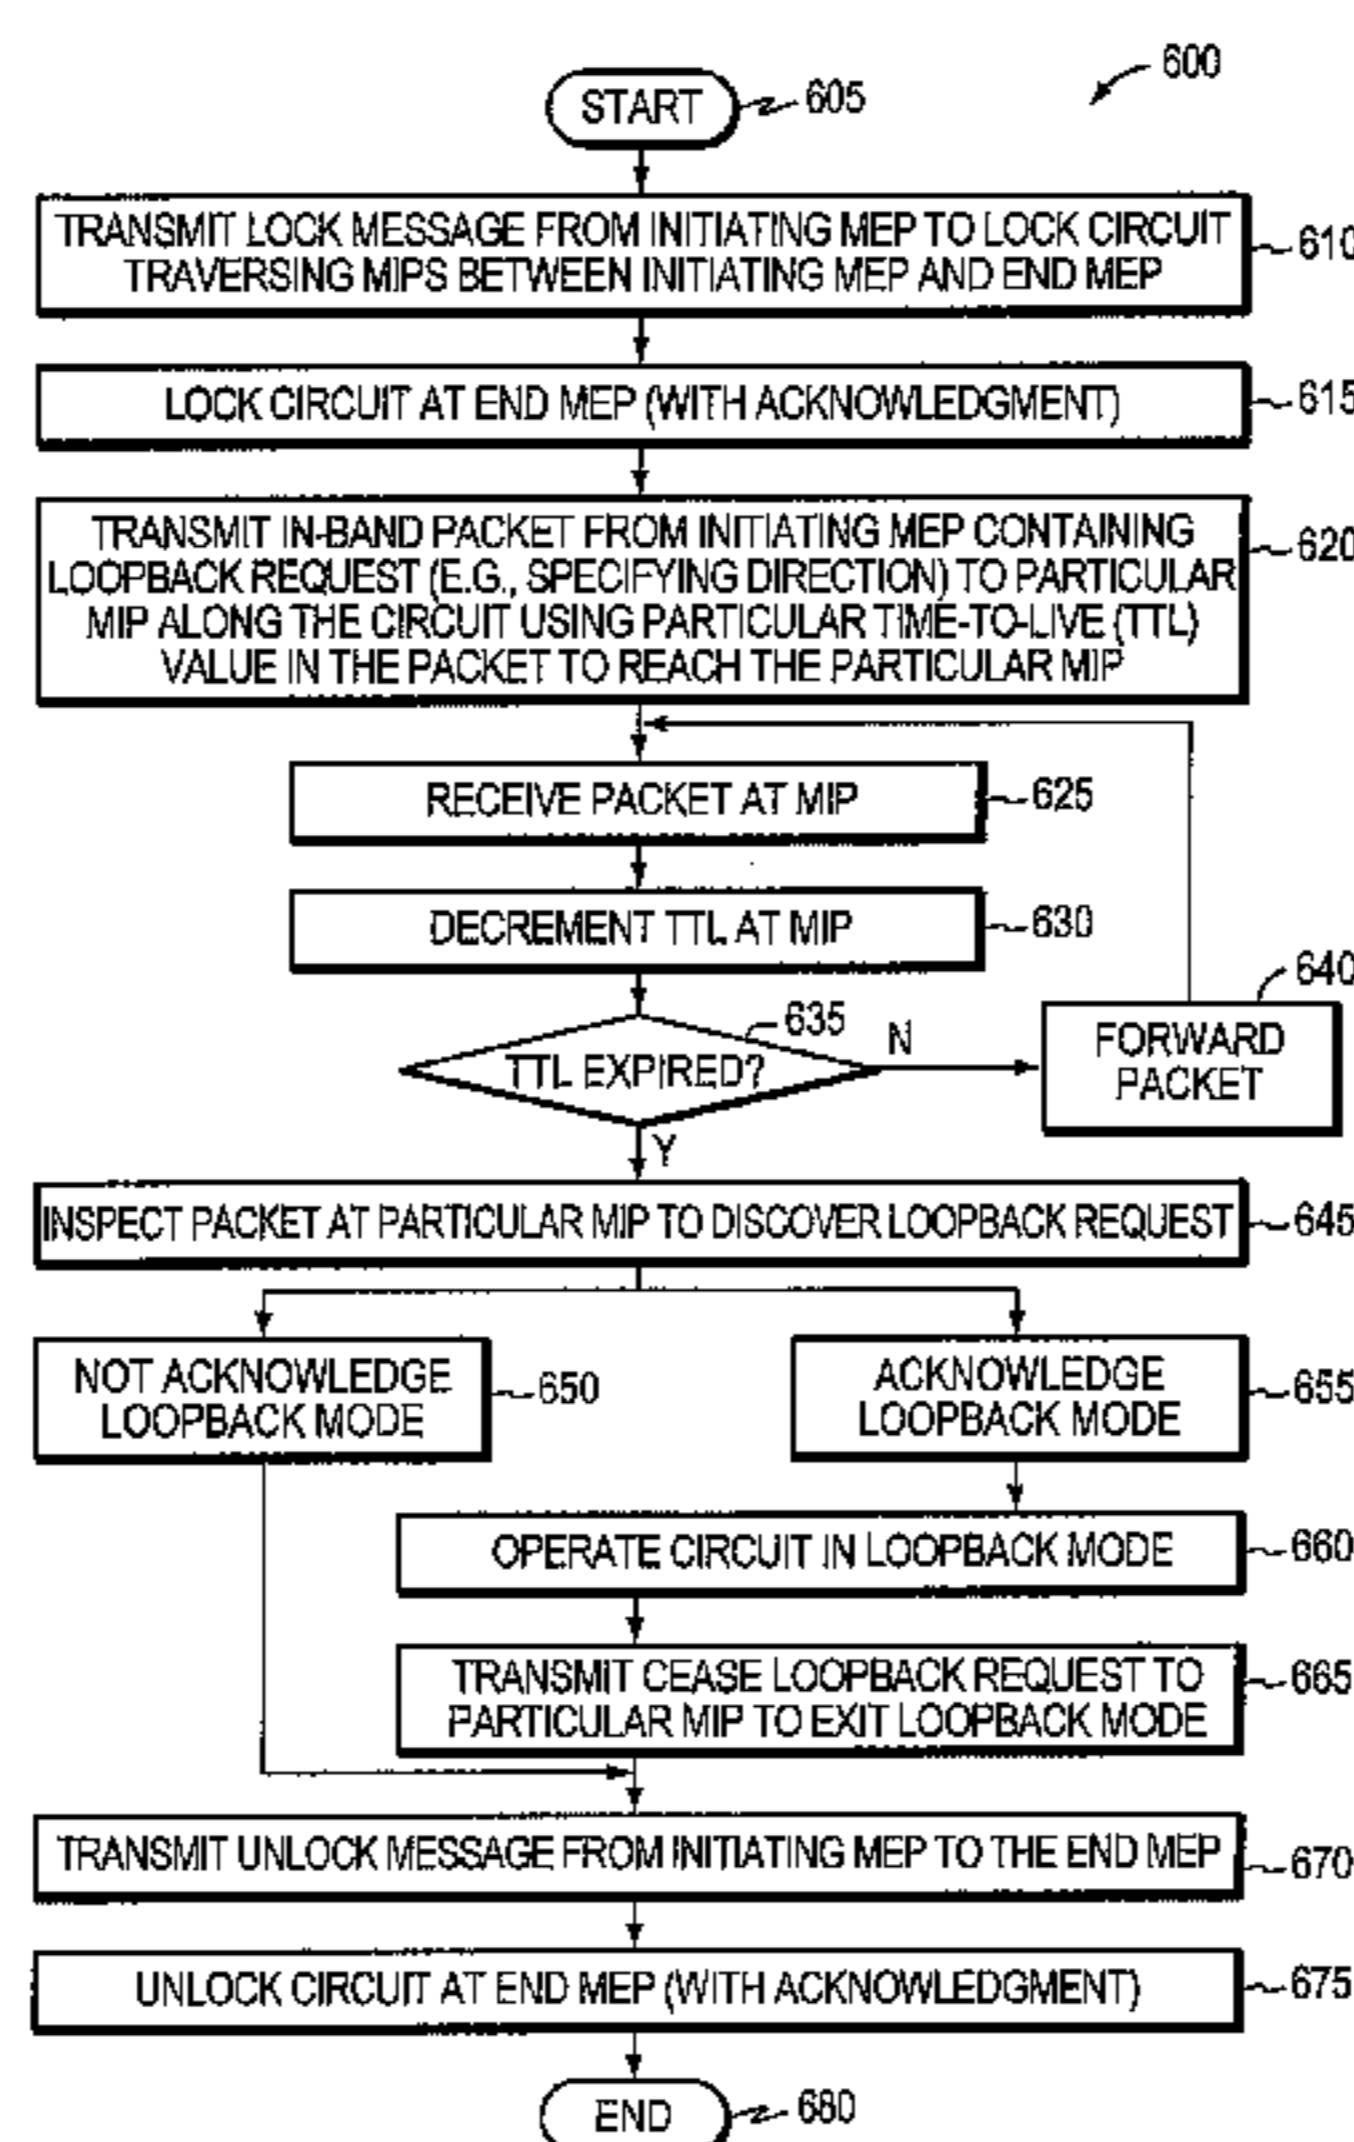 600
START
605
TRANSMIT LOCK MESSAGE FROM INITIATING MEP TO LOCK CIRCUIT
TRAVERSING MIPS BETWEEN INITIATING MEP AND END MEP
610
LOCK CIRCUIT AT END MEP (WITH ACKNOWLEDGMENT)
615
TRANSMIT IN-BAND PACKET FROM INITIATING MEP CONTAINING
LOOPBACK REQUEST (E.G., SPECIFYING DIRECTION) TO PARTICULAR
MIP ALONG THE CIRCUIT USING PARTICULAR TIME-TO-LIVE (TTL)
VALUE IN THE PACKET TO REACH THE PARTICULAR MIP
620
RECEIVE PACKET AT MIP
625
DECREMENT TTL AT MIP
630
TTL EXPIRED?
635
N
FORWARD
PACKET
640
Y
INSPECT PACKET AT PARTICULAR MIP TO DISCOVER LOOPBACK REQUEST
645
NOT ACKNOWLEDGE
LOOPBACK MODE
650
ACKNOWLEDGE
LOOPBACK MODE
655
OPERATE CIRCUIT IN LOOPBACK MODE
660
TRANSMIT CEASE LOOPBACK REQUEST TO
PARTICULAR MIP TO EXIT LOOPBACK MODE
665
TRANSMIT UNLOCK MESSAGE FROM INITIATING MEP TO THE END MEP
670
UNLOCK CIRCUIT AT END MEP (WITH ACKNOWLEDGMENT)
675
END
680